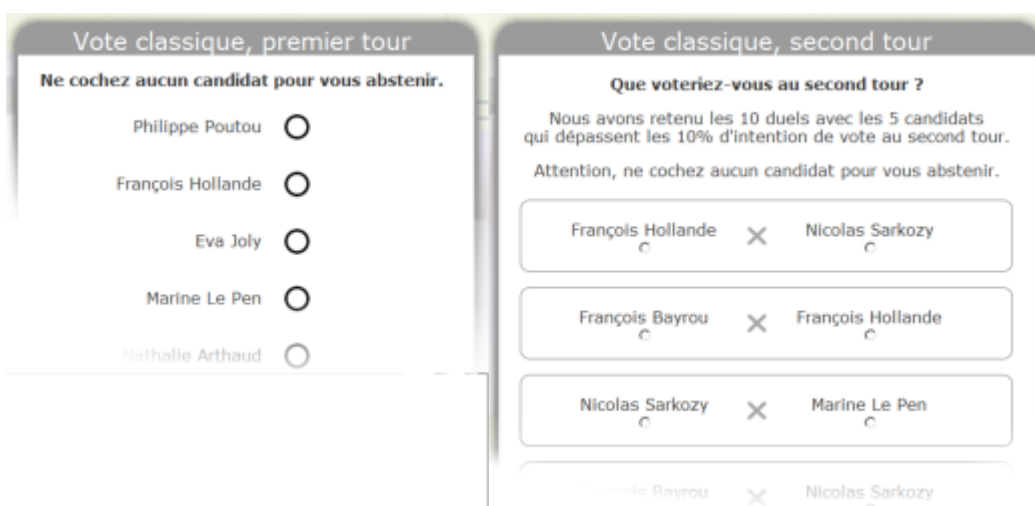 Vote classique, premier tour
Ne cochez aucun candidat pour vous abstenir.
Philippe Poutou
François Hollande
Eva Joly
Marine Le Pen
Nathalie Arthaud
Vote classique, second tour
Que voteriez-vous au second tour ?
Nous avons retenu les 10 duels avec les 5 candidats
qui dépassent les 10% d'intention de vote au second tour.
Attention, ne cochez aucun candidat pour vous abstenir.
François Hollande Nicolas Sarkozy
François Bayrou François Hollande
Nicolas Sarkozy Marine Le Pen
François Bayrou Nicolas Sarkozy